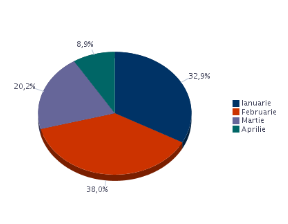 8,9%
32,9%
20,2%
38,0%
Ianuarie
Februarie
Martie
Aprilie